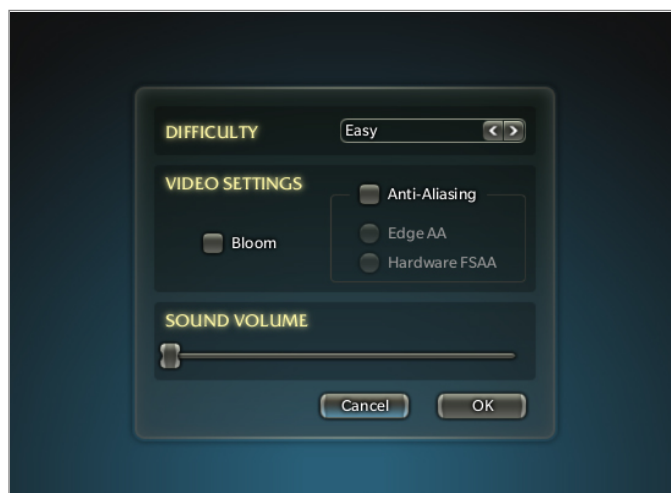 DIFFICULTY
Easy
VIDEO SETTINGS
Anti-Aliasing
Bloom
Edge AA
Hardware FSAA
SOUND VOLUME
Cancel
OK